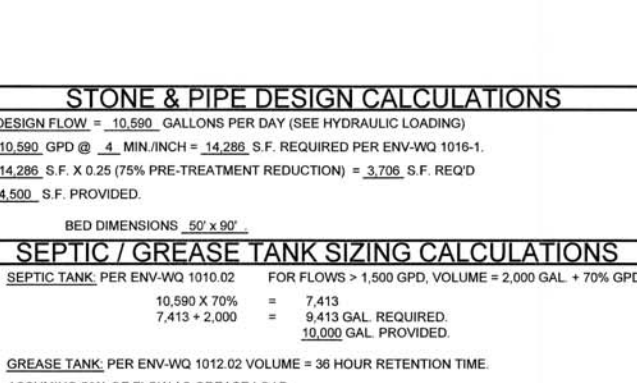 STONE & PIPE DESIGN CALCULATIONS
DESIGN FLOW = 10,590 GALLONS PER DAY (SEE HYDRAULIC LOADING)
10,590 GPD @ 4 MIN./INCH = 14,286 S.F. REQUIRED PER ENV-WQ 1016-1.
14,286 S.F. X 0.25 (75% PRE-TREATMENT REDUCTION) = 3,706 S.F. REQ'D
4,500 S.F. PROVIDED.
BED DIMENSIONS 50' x 90' .
SEPTIC / GREASE TANK SIZING CALCULATIONS
SEPTIC TANK: PER ENV-WQ 1010.02 FOR FLOWS > 1,500 GPD, VOLUME = 2,000 GAL. + 70% GPD
10,590 X 70% = 7,413
7,413 + 2,000 = 9,413 GAL. REQUIRED.
10,000 GAL. PROVIDED.
GREASE TANK: PER ENV-WQ 1012.02 VOLUME = 36 HOUR RETENTION TIME.